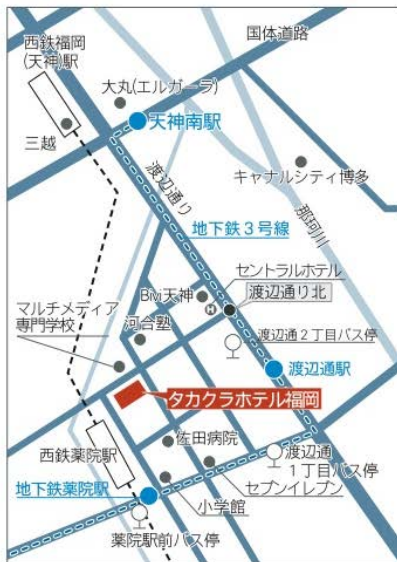 西鉄福岡
(天神)駅
国体道路
大丸(エルガーラ)
天神南駅
三越
渡辺通り
キャナルシティ博多
那珂川
地下鉄3号線
セントラルホテル
Bivi天神
H
渡辺通り北
マルチメディア
専門学校
河合塾
渡辺通2丁目バス停
渡辺通駅
タカクラホテル福岡
西鉄薬院駅
佐田病院
渡辺通
1丁目バス停
地下鉄薬院駅
セブンイレブン
小学館
薬院駅前バス停